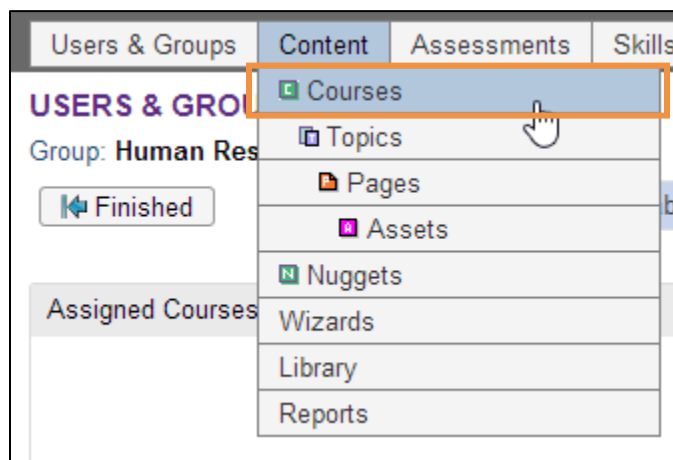 Users & Groups Content Assessments Skills
Courses
USERS & GROU
Topics
Group: Human Res
Pages
Finished
Assets
Nuggets
Assigned Courses
Wizards
Library
Reports